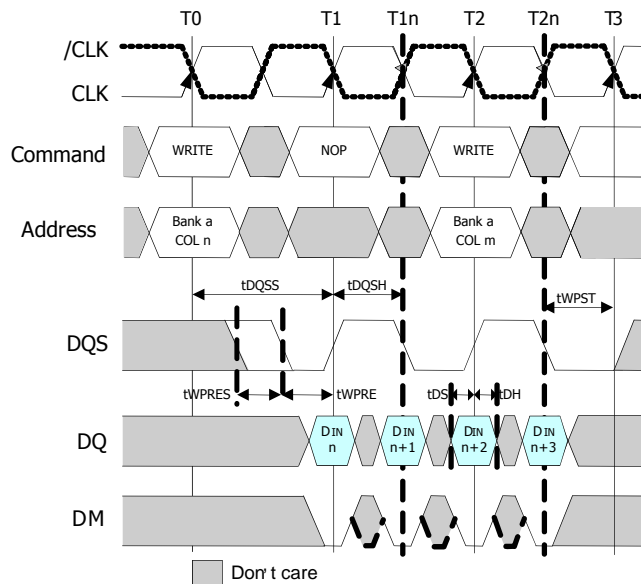 T0 T1 T1n T2 T2n T3
/CLK
CLK
Command WRITE NOP WRITE
Address Bank a COL n Bank a COL m
tDQSS tDQSH tWPST
DQS
tWPRES tWPRE tDS tDH
DQ DIN n DIN n+1 DIN n+2 DIN n+3
DM
Don't care